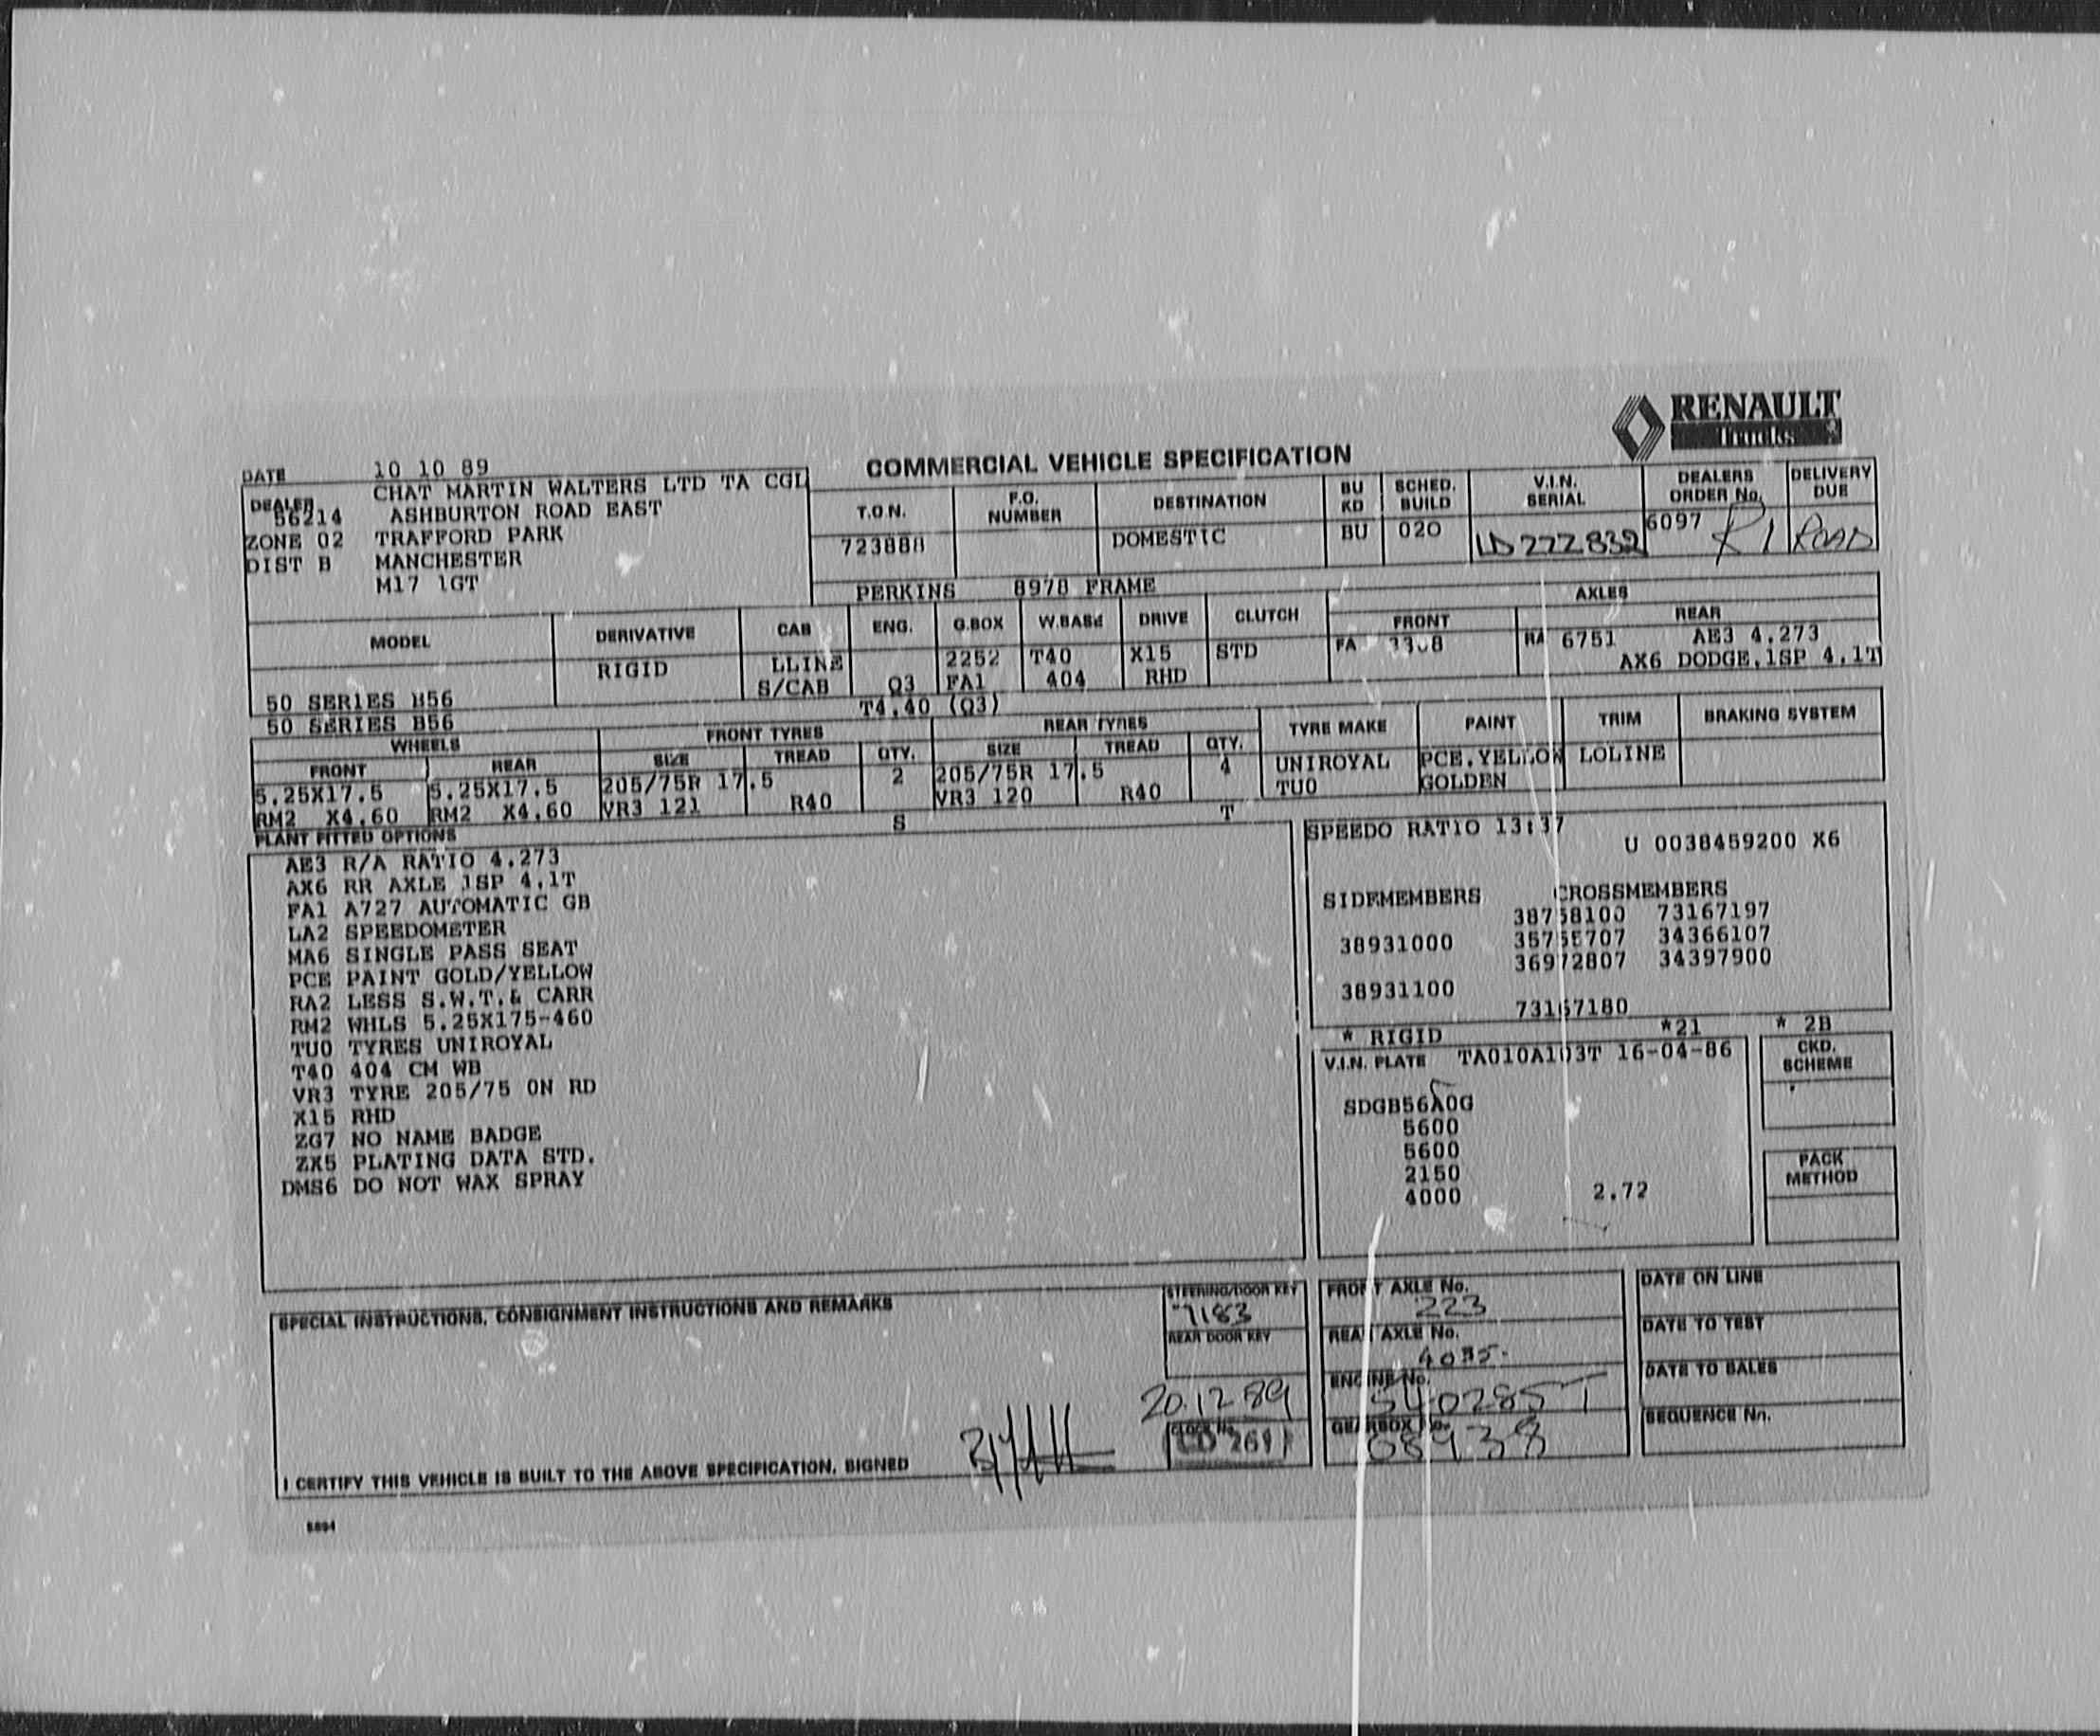 RENAULT
Trucks
COMMERCIAL VEHICLE SPECIFICATION
DATE 10 10 89
DEALER CHAT MARTIN WALTERS LTD TA CGL
56214 ASHBURTON ROAD EAST
ZONE 02 TRAFFORD PARK
DIST B MANCHESTER
M17 1GT
T.O.N. F.O. NUMBER DESTINATION BU KD SCHED. BUILD V.I.N. SERIAL DEALERS ORDER No. DELIVERY DUE
723888 DOMESTIC BU 020 LD222832 6097 R1 ROAD
PERKINS 8978 FRAME
MODEL DERIVATIVE CAB ENG. G.BOX W.BASE DRIVE CLUTCH AXLES FRONT REAR
RIGID LLINE 2252 T40 X15 STD FA RA 6751 AE3 4.273
50 SERIES B56 S/CAB Q3 FA1 404 RHD AX6 DODGE.1SP 4.1T
50 SERIES B56 T4.40 (Q3)
WHEELS FRONT TYRES REAR TYRES TYRE MAKE PAINT TRIM BRAKING SYSTEM
FRONT REAR SIZE TREAD QTY. SIZE TREAD QTY.
5.25X17.5 5.25X17.5 205/75R 17.5 2 205/75R 17.5 4 UNIROYAL PCE.YELLOW LOLINE
RM2 X4.60 RM2 X4.60 VR3 121 R40 VR3 120 R40 TU0 GOLDEN
S T
PLANT FITTED OPTIONS
AE3 R/A RATIO 4.273
AX6 RR AXLE 1SP 4.1T
FA1 A727 AUTOMATIC GB
LA2 SPEEDOMETER
MA6 SINGLE PASS SEAT
PCE PAINT GOLD/YELLOW
RA2 LESS S.W.T.& CARR
RM2 WHLS 5.25X175-460
TU0 TYRES UNIROYAL
T40 404 CM WB
VR3 TYRE 205/75 ON RD
X15 RHD
ZG7 NO NAME BADGE
ZX5 PLATING DATA STD.
DMS6 DO NOT WAX SPRAY
SPEEDO RATIO 13:37
U 0038459200 X6
SIDEMEMBERS CROSSMEMBERS
38758100 73167197
38931000 35755707 34366107
36972807 34397900
38931100
73167180
* RIGID *21 * 2B
V.I.N. PLATE TA010A103T 16-04-86
SDGB56A0G
5600
5600
2150
4000 2.72
CKD. SCHEME
PACK METHOD
SPECIAL INSTRUCTIONS, CONSIGNMENT INSTRUCTIONS AND REMARKS
STEERING/DOOR KEY
7183
REAR DOOR KEY
20.12.89
CLOCK No.
CD 261
I CERTIFY THIS VEHICLE IS BUILT TO THE ABOVE SPECIFICATION, SIGNED
FRONT AXLE No.
223
REAR AXLE No.
ENGINE No.
540285T
GEARBOX No.
08938
DATE ON LINE
DATE TO TEST
DATE TO SALES
SEQUENCE No.